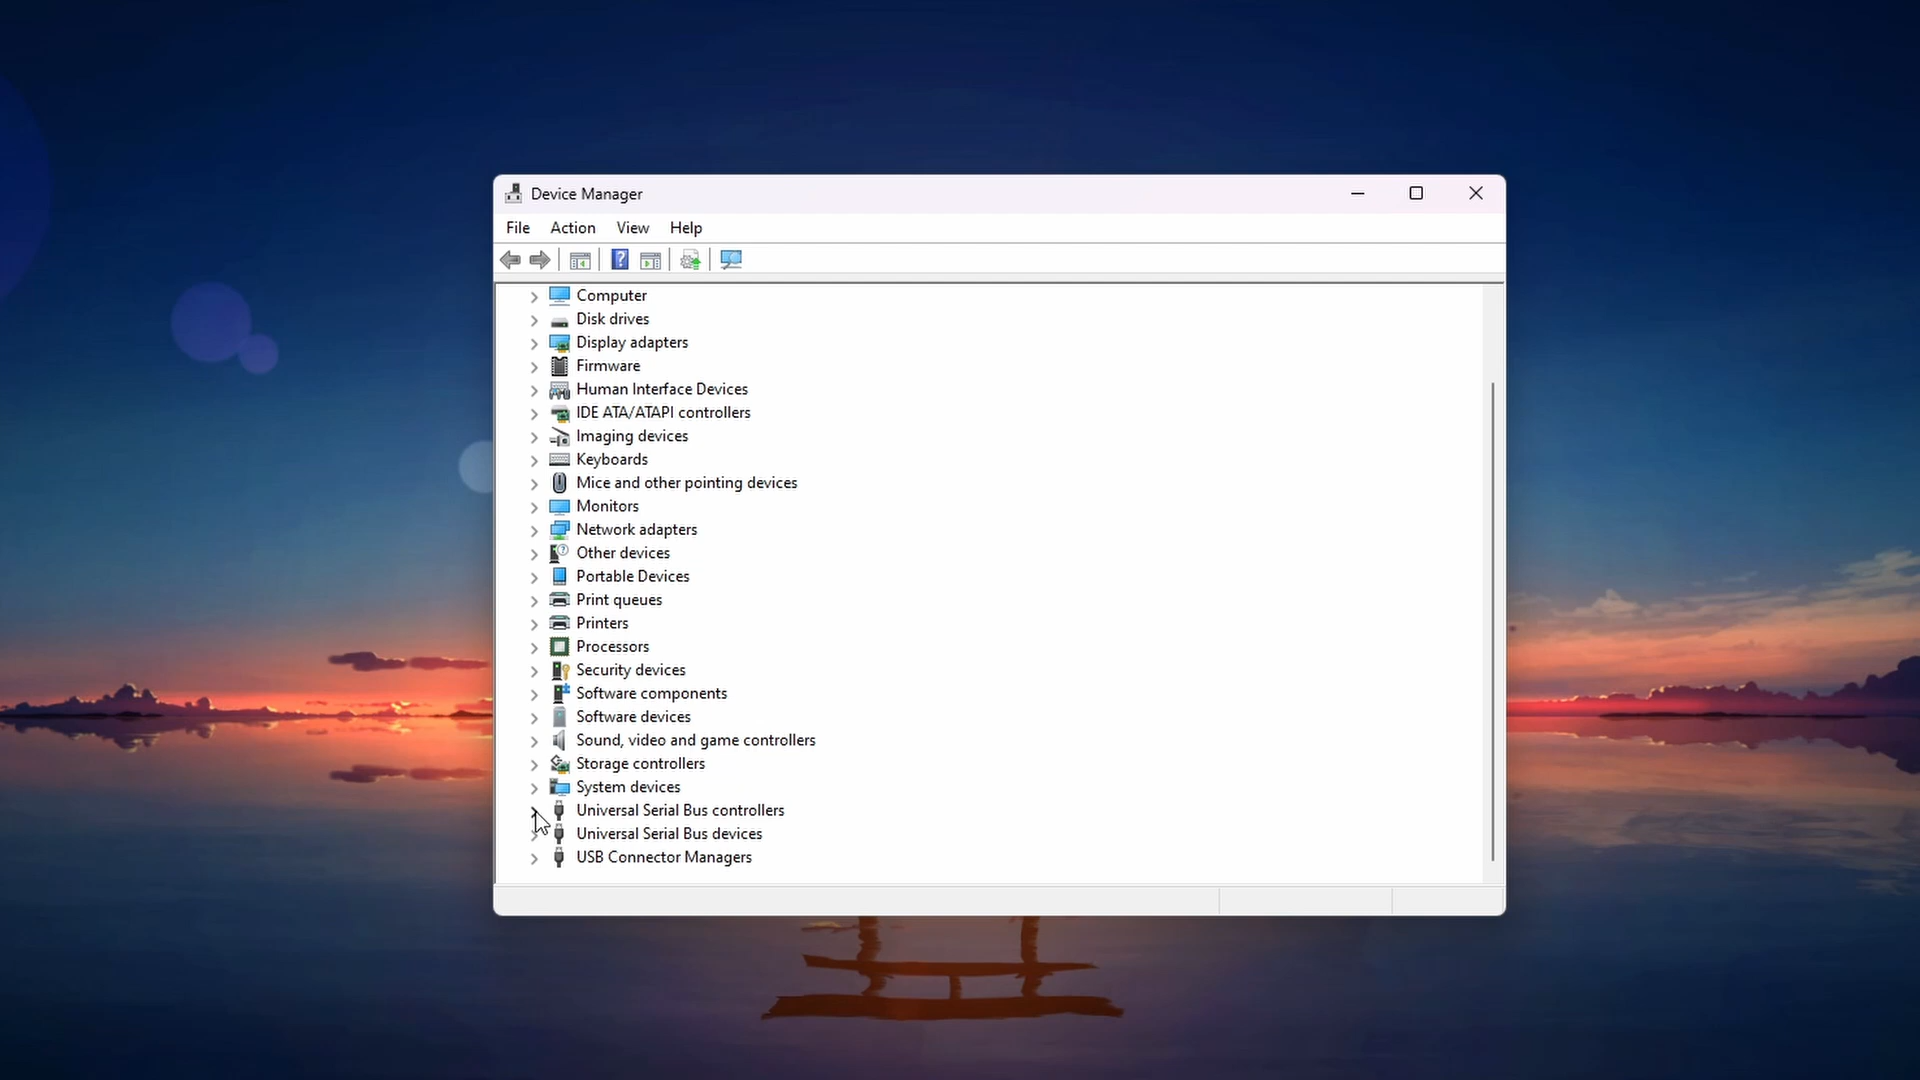 Device Manager
File Action View Help
?
Computer
Disk drives
Display adapters
Firmware
Human Interface Devices
IDE ATA/ATAPI controllers
Imaging devices
Keyboards
Mice and other pointing devices
Monitors
Network adapters
Other devices
Portable Devices
Print queues
Printers
Processors
Security devices
Software components
Software devices
Sound, video and game controllers
Storage controllers
System devices
Universal Serial Bus controllers
Universal Serial Bus devices
USB Connector Managers